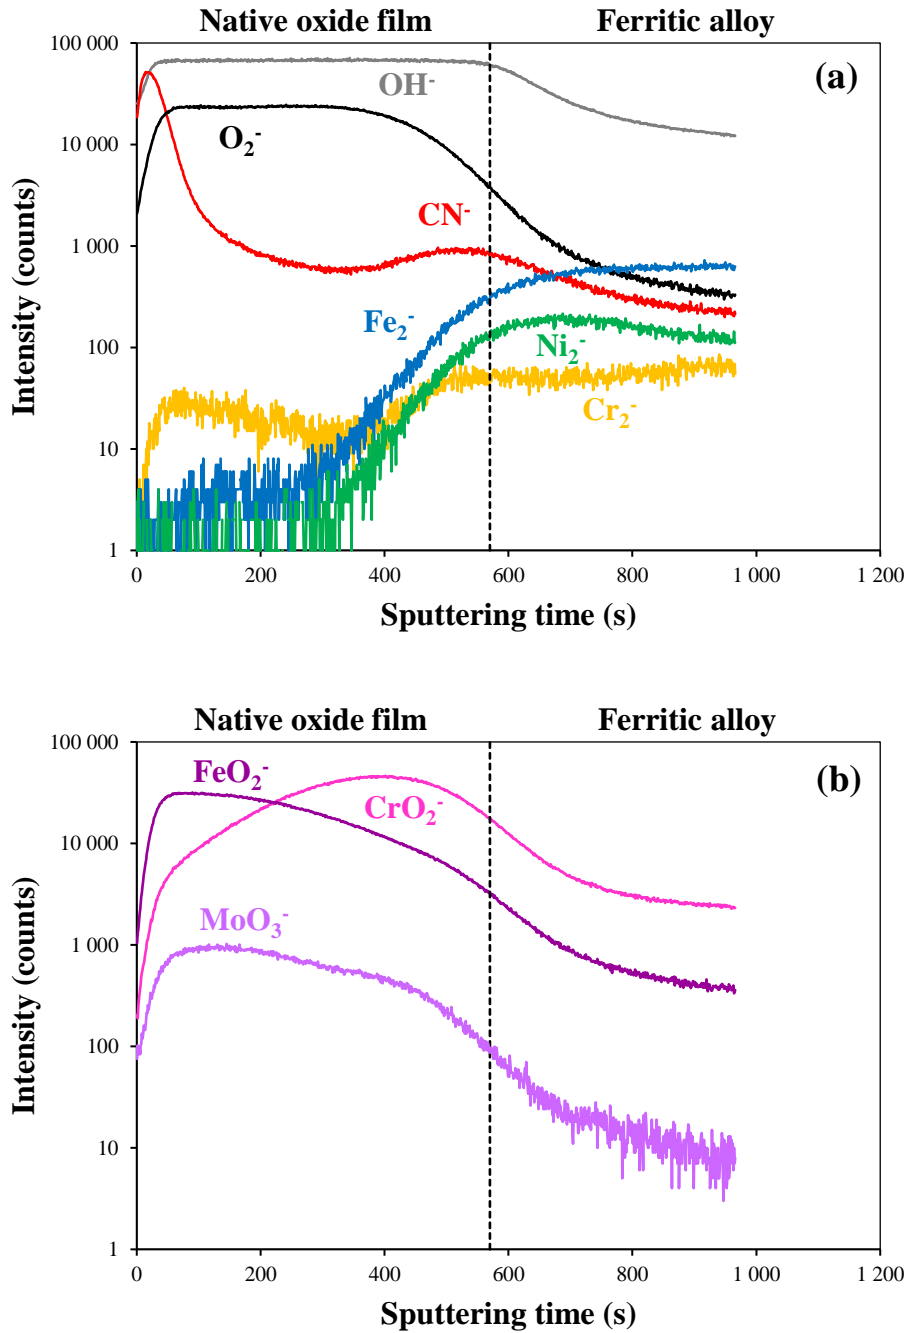 Native oxide film Ferritic alloy
100 000
(a)
OH-
10 000
O2-
CN-
1 000
Fe2-
Ni2-
100
Cr2-
10
1
0 200 400 600 800 1 000 1 200
Intensity (counts)
Sputtering time (s)
Native oxide film Ferritic alloy
100 000
FeO2-
(b)
CrO2-
10 000
MoO3-
1 000
100
10
1
0 200 400 600 800 1 000 1 200
Intensity (counts)
Sputtering time (s)